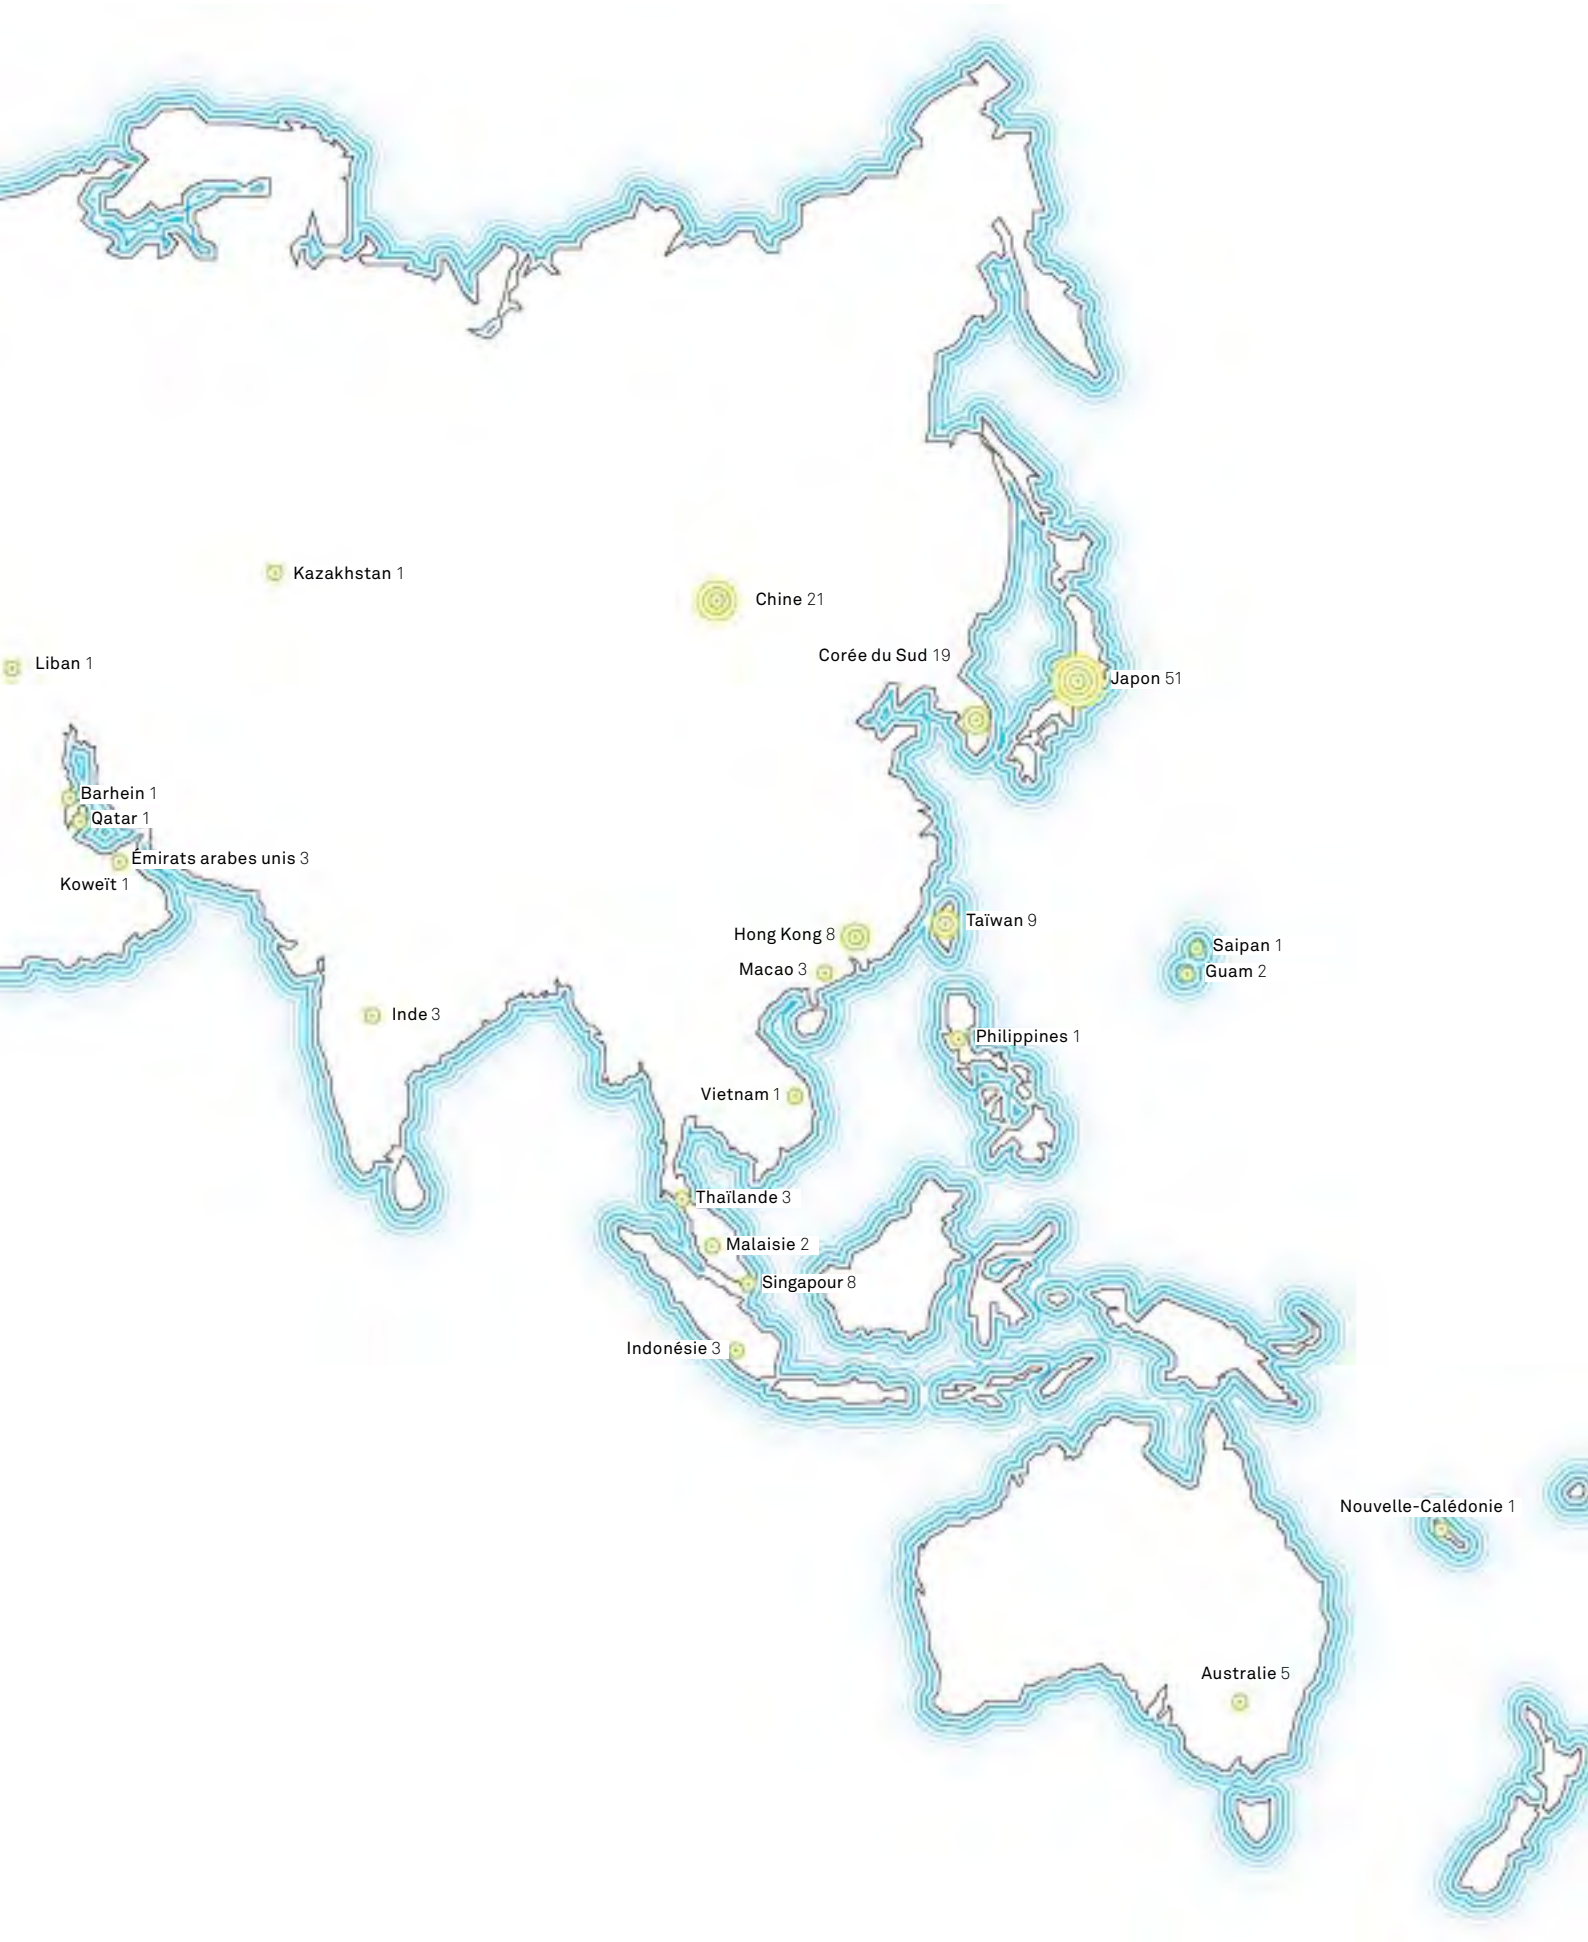 Kazakhstan 1
Chine 21
Corée du Sud 19
Liban 1
Japon 51
Barhein 1
Qatar 1
Émirats arabes unis 3
Koweït 1
Taïwan 9
Hong Kong 8
Saipan 1
Macao 3
Guam 2
Inde 3
Philippines 1
Vietnam 1
Thaïlande 3
Malaisie 2
Singapour 8
Indonésie 3
Nouvelle-Calédonie 1
Australie 5